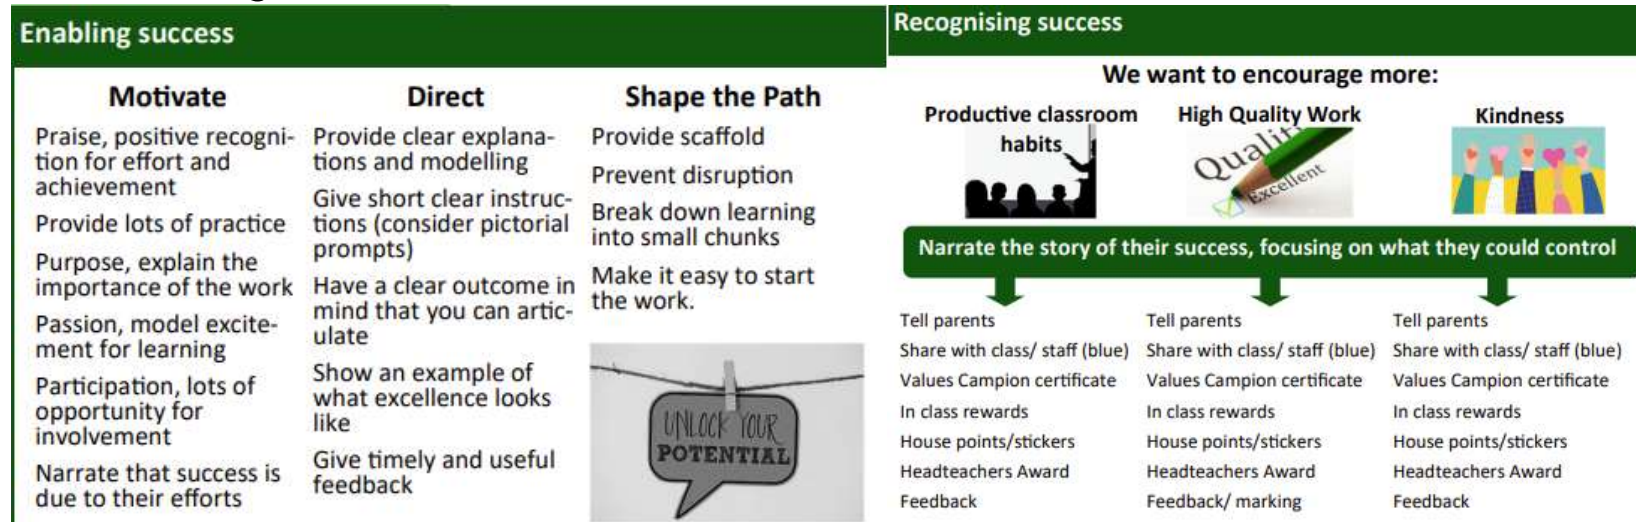 Enabling success
Motivate
Praise, positive recogni-
tion for effort and
achievement
Provide lots of practice
Purpose, explain the
importance of the work
Passion, model excite-
ment for learning
Participation, lots of
opportunity for
involvement
Narrate that success is
due to their efforts
Direct
Provide clear explana-
tions and modelling
Give short clear instruc-
tions (consider pictorial
prompts)
Have a clear outcome in
mind that you can artic-
ulate
Show an example of
what excellence looks
like
Give timely and useful
feedback
Shape the Path
Provide scaffold
Prevent disruption
Break down learning
into small chunks
Make it easy to start
the work.
UNLOCK YOUR
POTENTIAL
Recognising success
We want to encourage more:
Productive classroom
habits
High Quality Work
Quality
Excellent
Kindness
Narrate the story of their success, focusing on what they could control
Tell parents
Share with class/ staff (blue)
Values Campion certificate
In class rewards
House points/stickers
Headteachers Award
Feedback
Tell parents
Share with class/ staff (blue)
Values Campion certificate
In class rewards
House points/stickers
Headteachers Award
Feedback/ marking
Tell parents
Share with class/ staff (blue)
Values Campion certificate
In class rewards
House points/stickers
Headteachers Award
Feedback